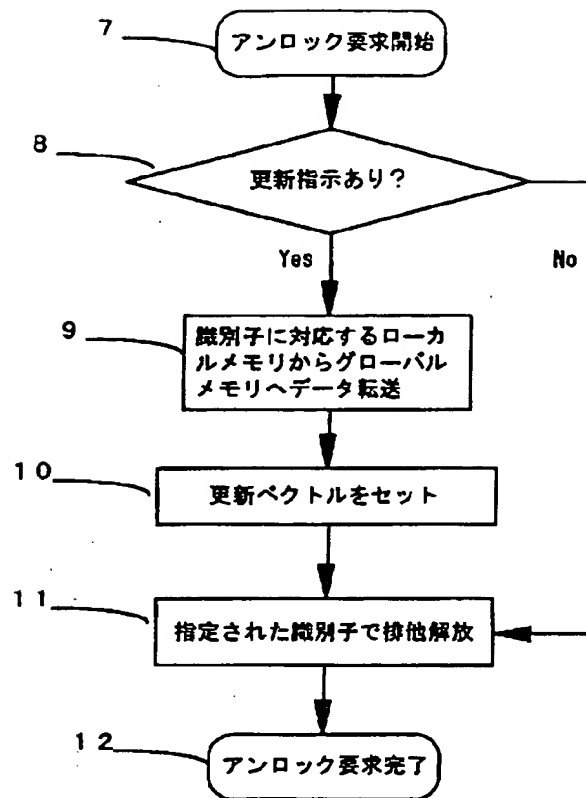 7
アンロック要求開始
8
更新指示あり?
Yes
No
9
識別子に対応するローカ
ルメモリからグローバル
メモリへデータ転送
10
更新ベクトルをセット
11
指定された識別子で排他解放
12
アンロック要求完了